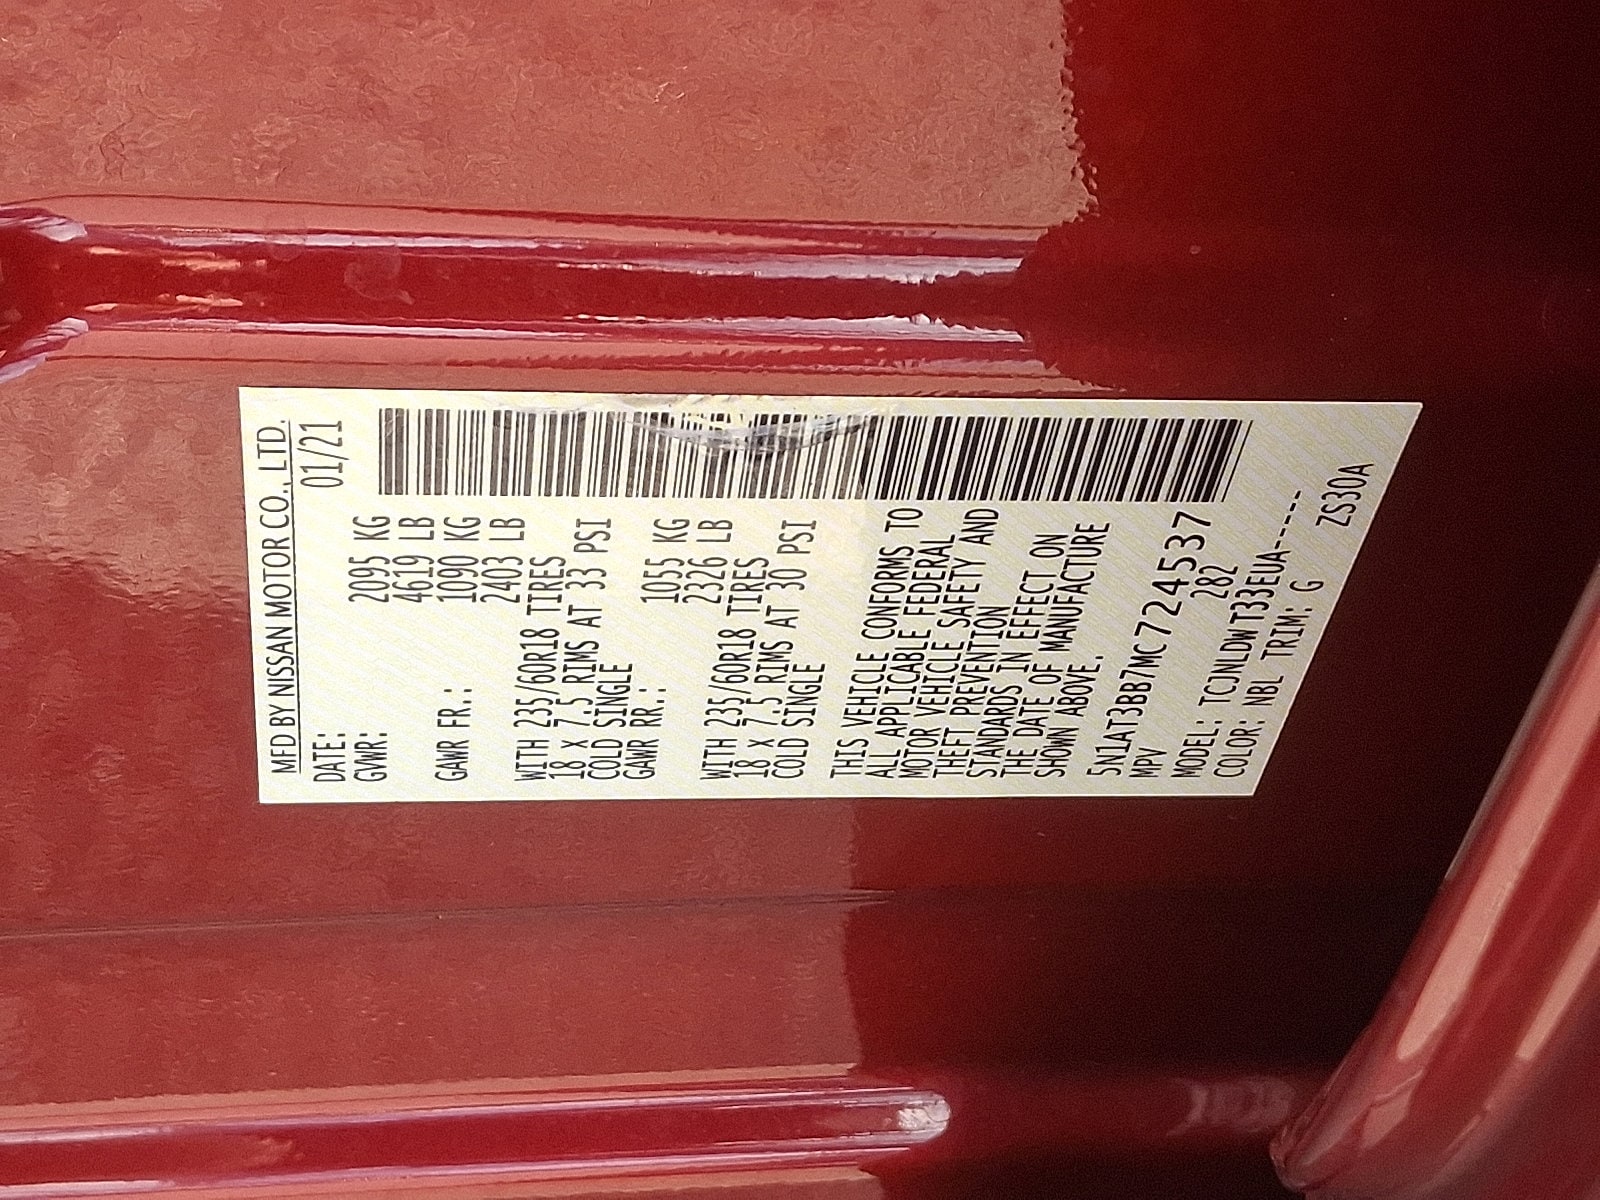 MFD BY NISSAN MOTOR CO., LTD.
DATE: 01/21
GVWR: 2095 KG
4619 LB
GAWR FR.: 1090 KG
2403 LB
WITH 235/60R18 TIRES
18 x 7.5 RIMS AT 33 PSI
COLD SINGLE
GAWR RR.: 1055 KG
2326 LB
WITH 235/60R18 TIRES
18 x 7.5 RIMS AT 30 PSI
COLD SINGLE
THIS VEHICLE CONFORMS TO
ALL APPLICABLE FEDERAL
MOTOR VEHICLE SAFETY AND
THEFT PREVENTION
STANDARDS IN EFFECT ON
THE DATE OF MANUFACTURE
SHOWN ABOVE.
5N1AT3BB7MC724537
MPV 282
MODEL: TCJNLDWT33EUA-----
COLOR: NBL TRIM: G ZS30A